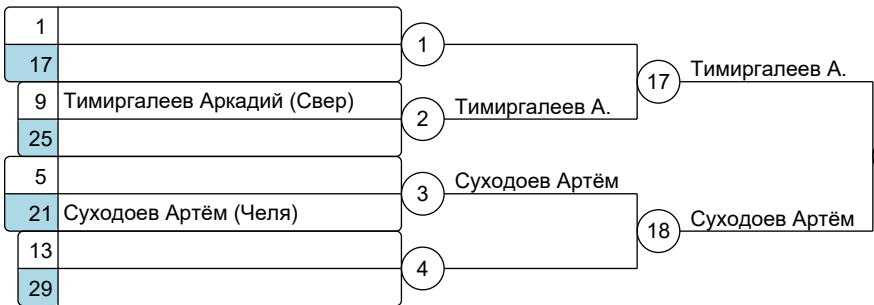 1
17
1
9 Тимиргалеев Аркадий (Свер)
25
2
Тимиргалеев А.
17
Тимиргалеев А.
5
21 Суходоев Артём (Челя)
3
Суходоев Артём
13
29
4
18
Суходоев Артём